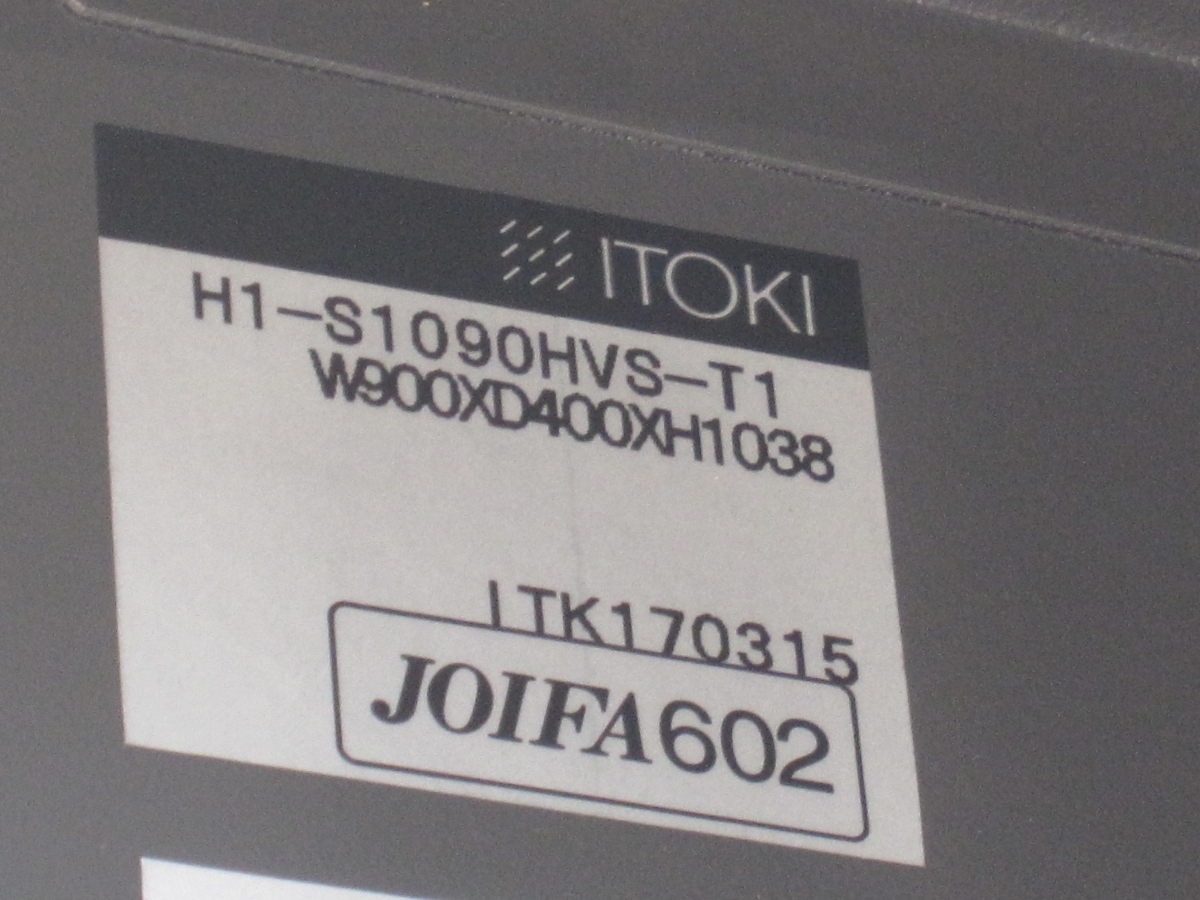 ITOKI
H1-S1090HVS-T1
W900XD400XH1038
ITK170315
JOIFA602